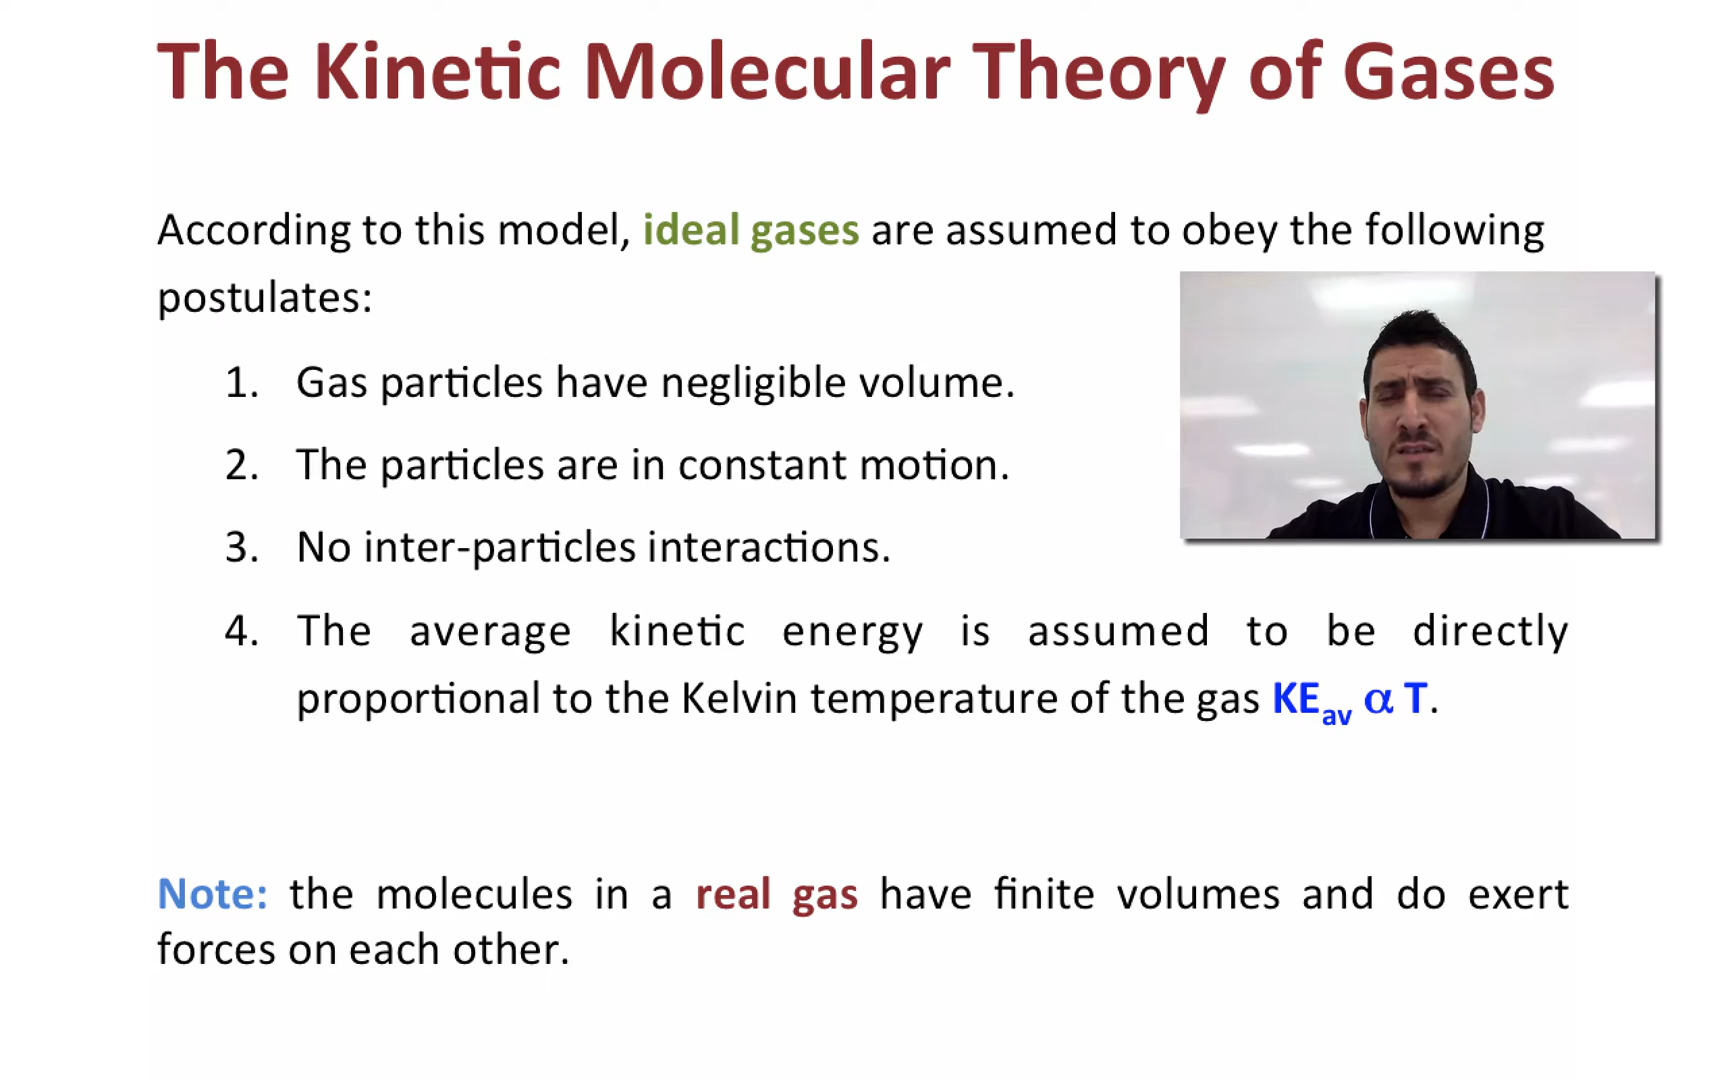 The Kinetic Molecular Theory of Gases
According to this model, ideal gases are assumed to obey the following
postulates:
1. Gas particles have negligible volume.
2. The particles are in constant motion.
3. No inter-particles interactions.
4. The average kinetic energy is assumed to be directly
proportional to the Kelvin temperature of the gas KEav α T.
Note: the molecules in a real gas have finite volumes and do exert
forces on each other.